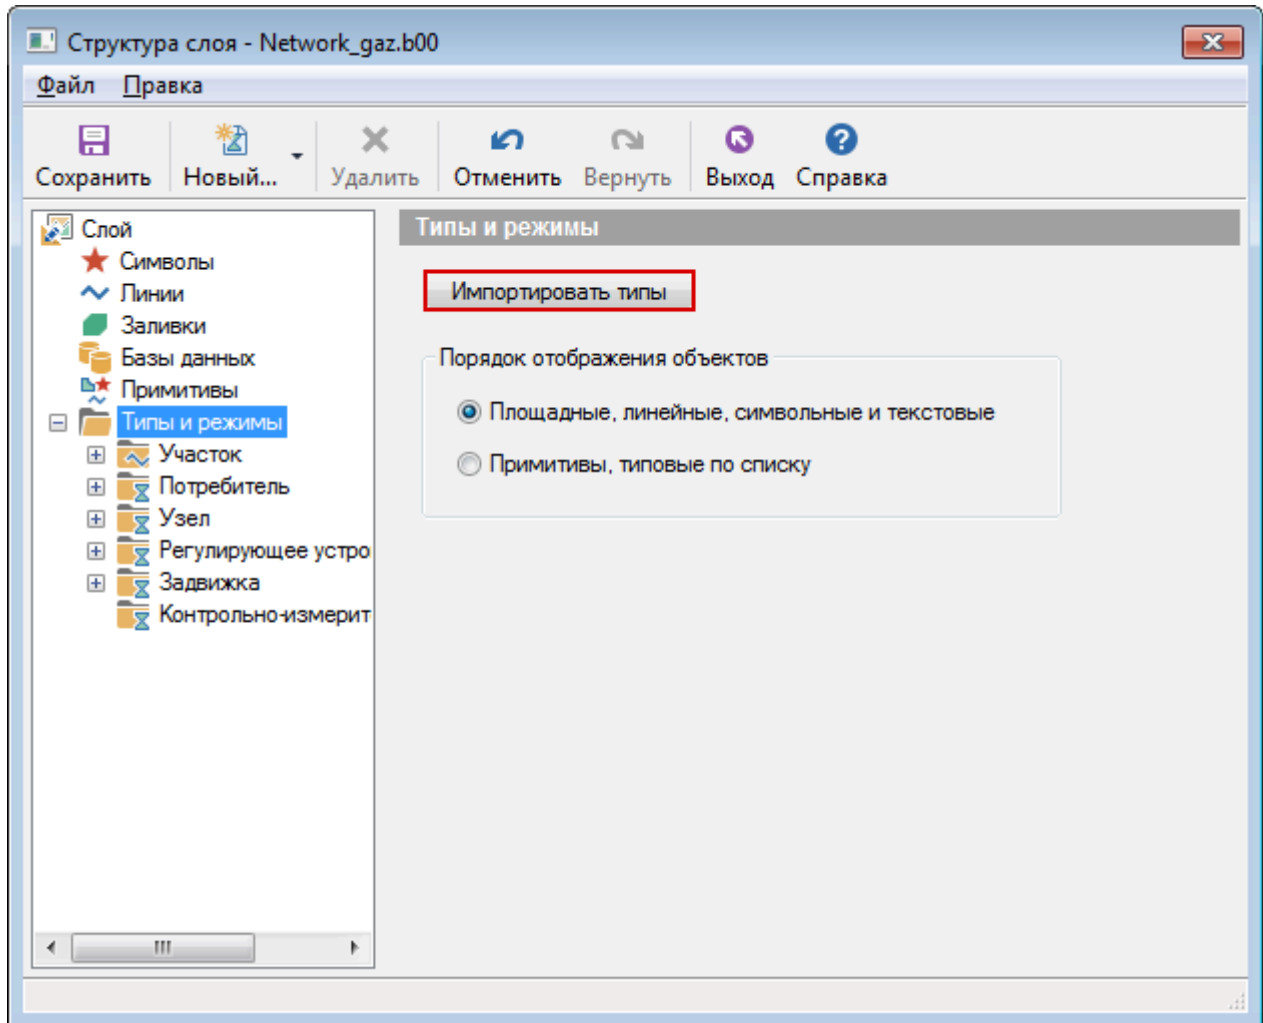 Структура слоя - Network_gaz.b00
Файл Правка
Сохранить Новый... Удалить Отменить Вернуть Выход Справка
Слой
Символы
Линии
Заливки
Базы данных
Примитивы
Типы и режимы
Участок
Потребитель
Узел
Регулирующее устро
Задвижка
Контрольно-измерит
Типы и режимы
Импортировать типы
Порядок отображения объектов
Площадные, линейные, символьные и текстовые
Примитивы, типовые по списку